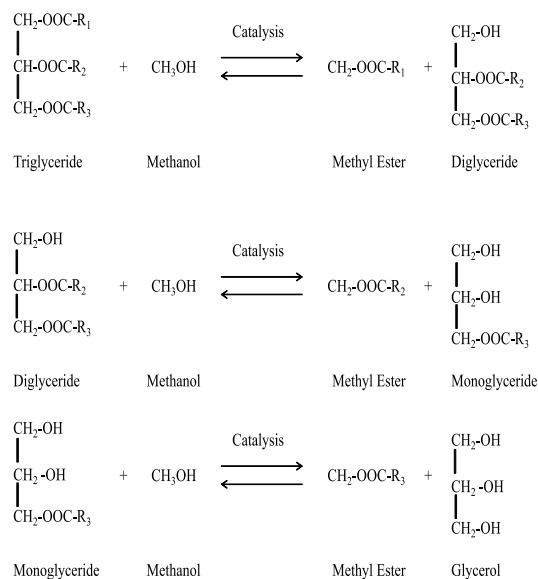 CH₂-OOC-R₁
Catalysis CH₂-OH
CH-OOC-R₂ + CH₃OH CH₂-OOC-R₁ +
CH-OOC-R₂
CH₂-OOC-R₃
CH₂-OOC-R₃
Triglyceride Methanol Methyl Ester Diglyceride
CH₂-OH
Catalysis CH₂-OH
CH-OOC-R₂ + CH₃OH CH₂-OOC-R₂ +
CH₂-OH
CH₂-OOC-R₃
CH₂-OOC-R₃
Diglyceride Methanol Methyl Ester Monoglyceride
CH₂-OH
Catalysis CH₂-OH
CH₂ -OH + CH₃OH CH₂-OOC-R₃ +
CH₂ -OH
CH₂-OOC-R₃
CH₂-OH
Monoglyceride Methanol Methyl Ester Glycerol